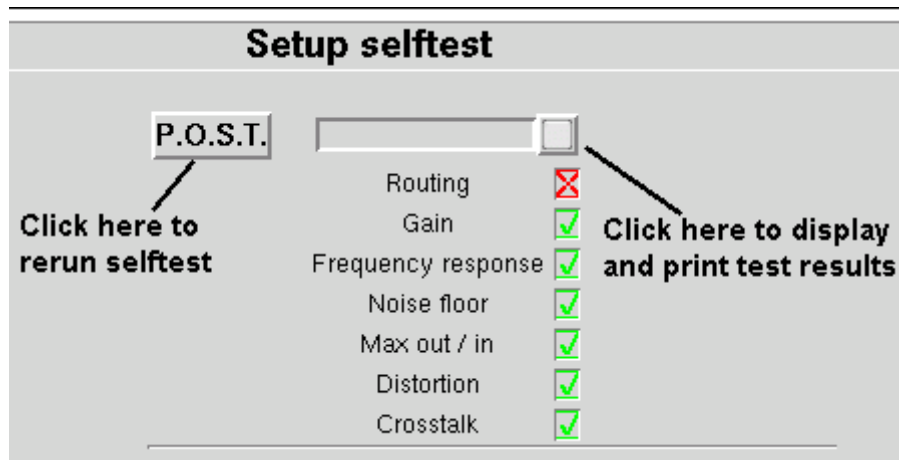 Setup selftest
P.O.S.T.
Routing
Gain
Frequency response
Noise floor
Max out / in
Distortion
Crosstalk
Click here to
rerun selftest
Click here to display
and print test results